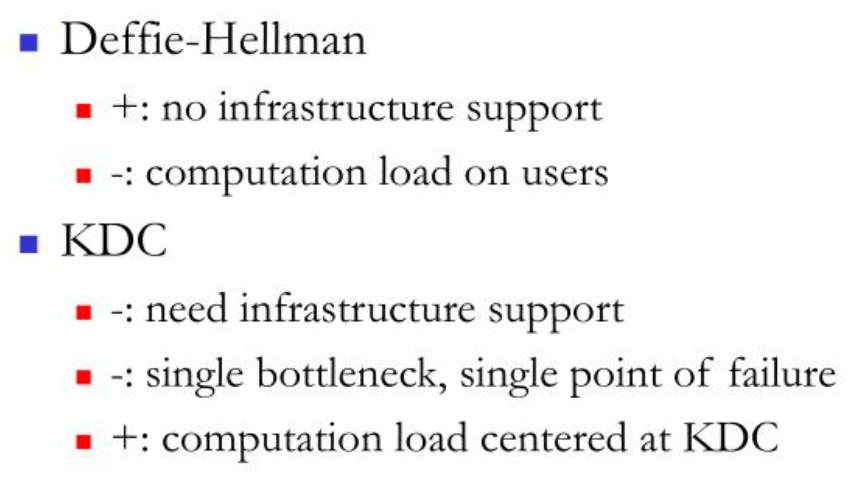 Deffie-Hellman
+: no infrastructure support
-: computation load on users
KDC
-: need infrastructure support
-: single bottleneck, single point of failure
+: computation load centered at KDC